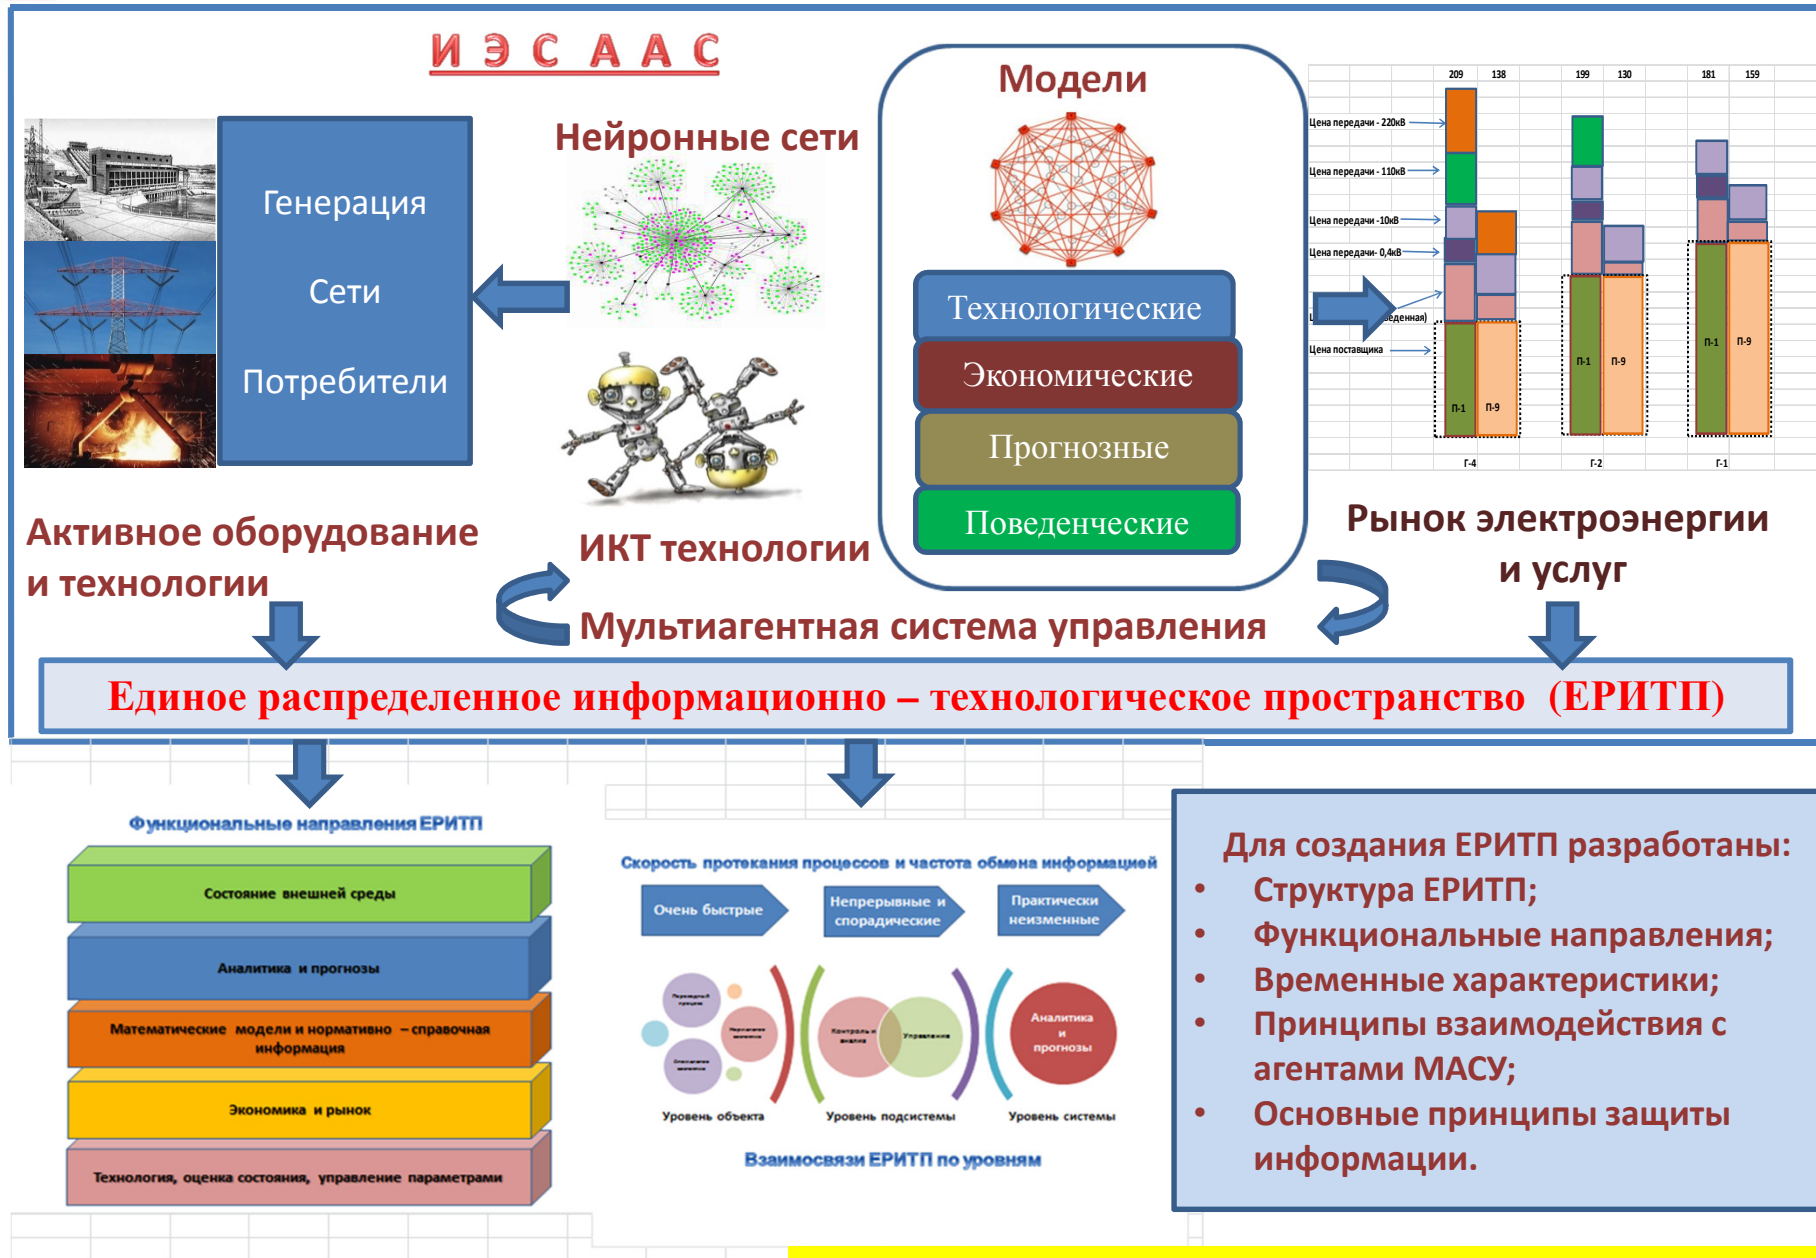 И Э С А А С
Генерация
Сети
Потребители
Активное оборудование
и технологии
Нейронные сети
ИКТ технологии
Мультиагентная система управления
Модели
Технологические
Экономические
Прогнозные
Поведенческие
209 138 199 130 181 159
Цена передачи - 220кВ
Цена передачи - 110кВ
Цена передачи -10кВ
Цена передачи- 0,4кВ
Цена поставщика
П-1 П-9 П-1 П-9 П-1 П-9
Г-4 Г-2 Г-1
Рынок электроэнергии
и услуг
Единое распределенное информационно – технологическое пространство (ЕРИТП)
Функциональные направления ЕРИТП
Состояние внешней среды
Аналитика и прогнозы
Математические модели и нормативно – справочная
информация
Экономика и рынок
Технология, оценка состояния, управление параметрами
Скорость протекания процессов и частота обмена информацией
Очень быстрые
Непрерывные и
спорадические
Практически
неизменные
Контроль и
анализ
Управление
Аналитика
и
прогнозы
Уровень объекта
Уровень подсистемы
Уровень системы
Взаимосвязи ЕРИТП по уровням
Для создания ЕРИТП разработаны:
• Структура ЕРИТП;
• Функциональные направления;
• Временные характеристики;
• Принципы взаимодействия с
агентами МАСУ;
• Основные принципы защиты
информации.